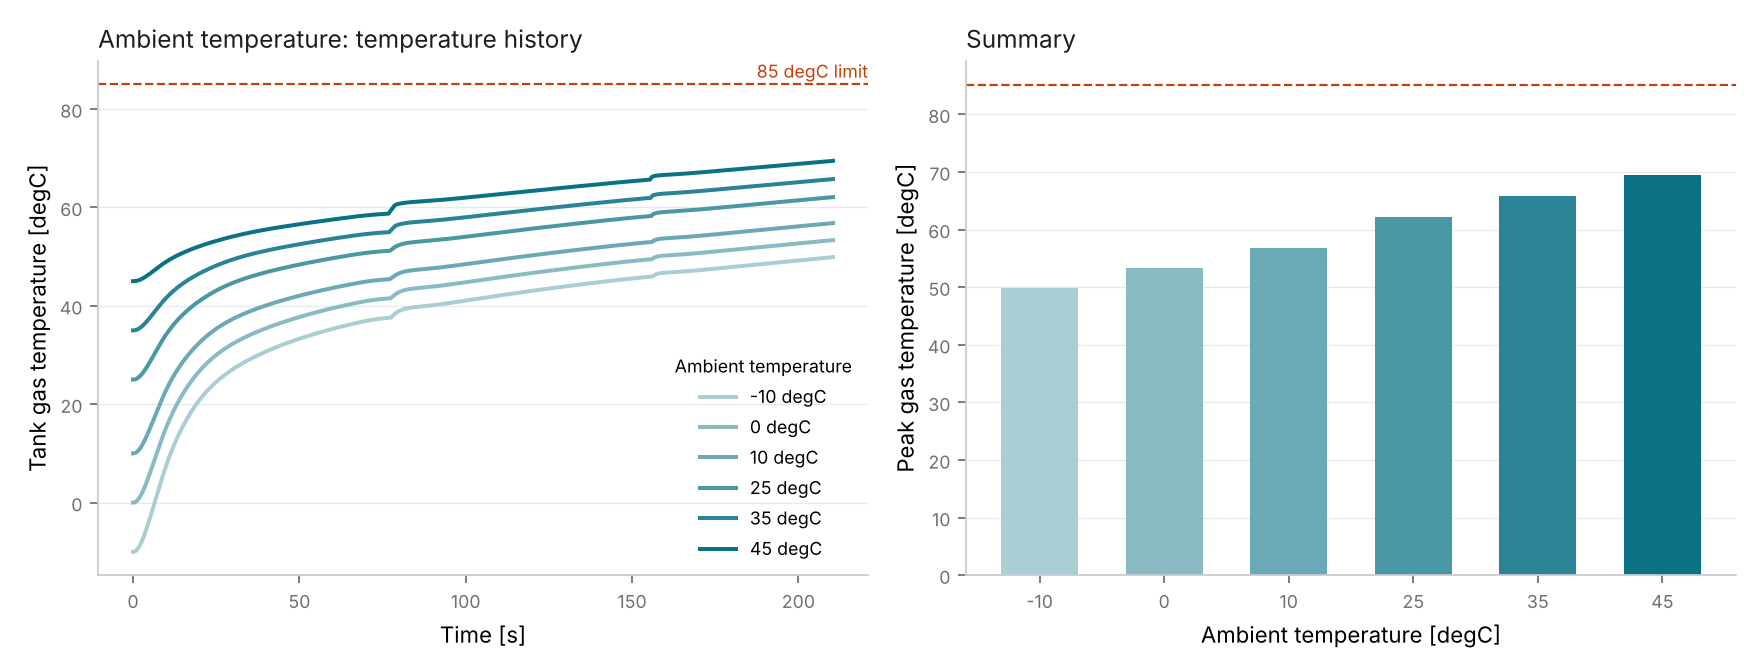 Ambient temperature: temperature history
85 degC limit
80
60
40
20
0
Tank gas temperature [degC]
Ambient temperature
-10 degC
0 degC
10 degC
25 degC
35 degC
45 degC
0 50 100 150 200
Time [s]
Summary
80
70
60
50
40
30
20
10
0
Peak gas temperature [degC]
-10 0 10 25 35 45
Ambient temperature [degC]